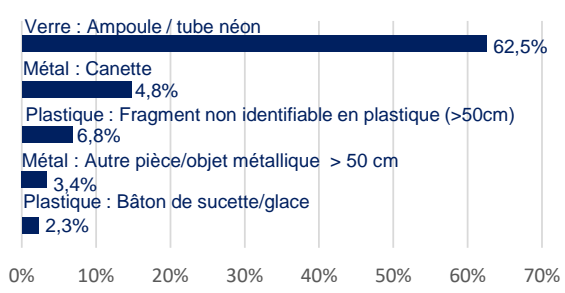 Verre : Ampoule / tube néon
62,5%
Métal : Canette
4,8%
Plastique : Fragment non identifiable en plastique (>50cm)
6,8%
Métal : Autre pièce/objet métallique > 50 cm
3,4%
Plastique : Bâton de sucette/glace
2,3%
0% 10% 20% 30% 40% 50% 60% 70%